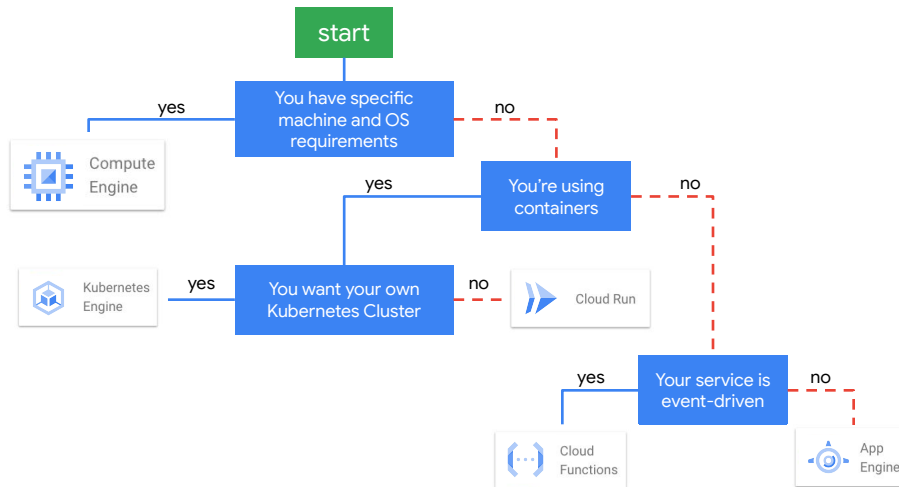 start
You have specific
machine and OS
requirements
yes
no
Compute
Engine
You're using
containers
yes
no
You want your own
Kubernetes Cluster
yes
no
Kubernetes
Engine
Cloud Run
Your service is
event-driven
yes
no
Cloud
Functions
App
Engine